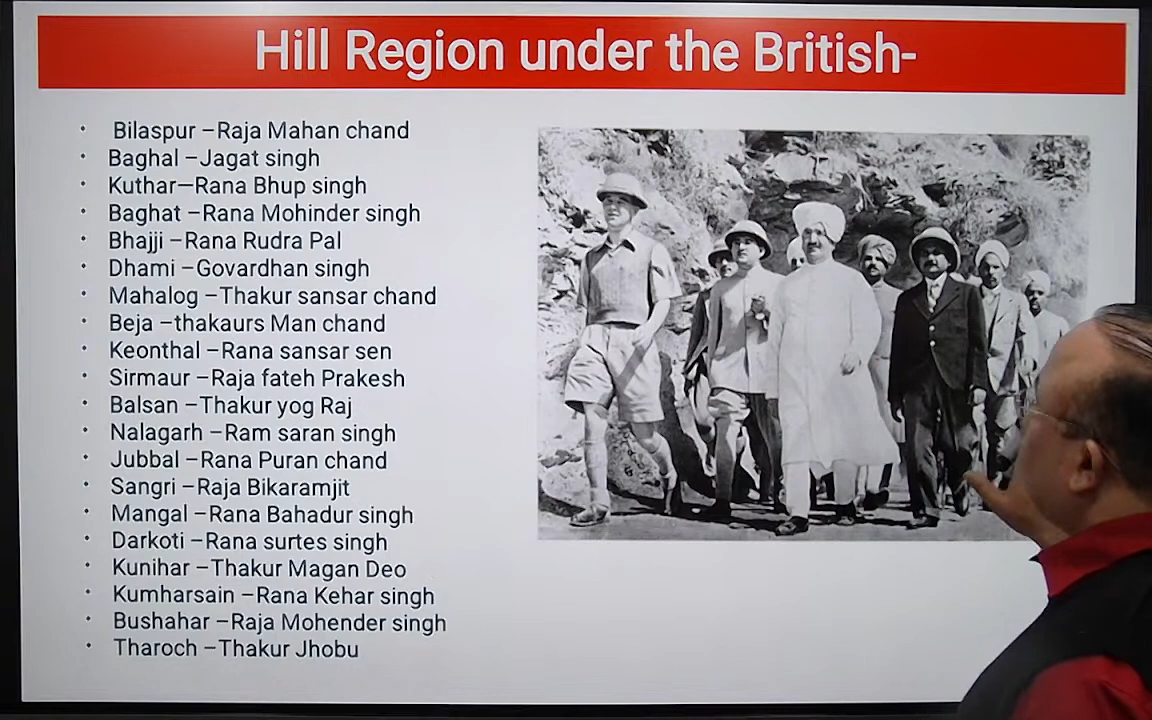 Hill Region under the British-
• Bilaspur –Raja Mahan chand
• Baghal –Jagat singh
• Kuthar–Rana Bhup singh
• Baghat –Rana Mohinder singh
• Bhajji –Rana Rudra Pal
• Dhami –Govardhan singh
• Mahalog –Thakur sansar chand
• Beja –thakaurs Man chand
• Keonthal –Rana sansar sen
• Sirmaur –Raja fateh Prakesh
• Balsan –Thakur yog Raj
• Nalagarh –Ram saran singh
• Jubbal –Rana Puran chand
• Sangri –Raja Bikaramjit
• Mangal –Rana Bahadur singh
• Darkoti –Rana surtes singh
• Kunihar –Thakur Magan Deo
• Kumharsain –Rana Kehar singh
• Bushahar –Raja Mohender singh
• Tharoch –Thakur Jhobu